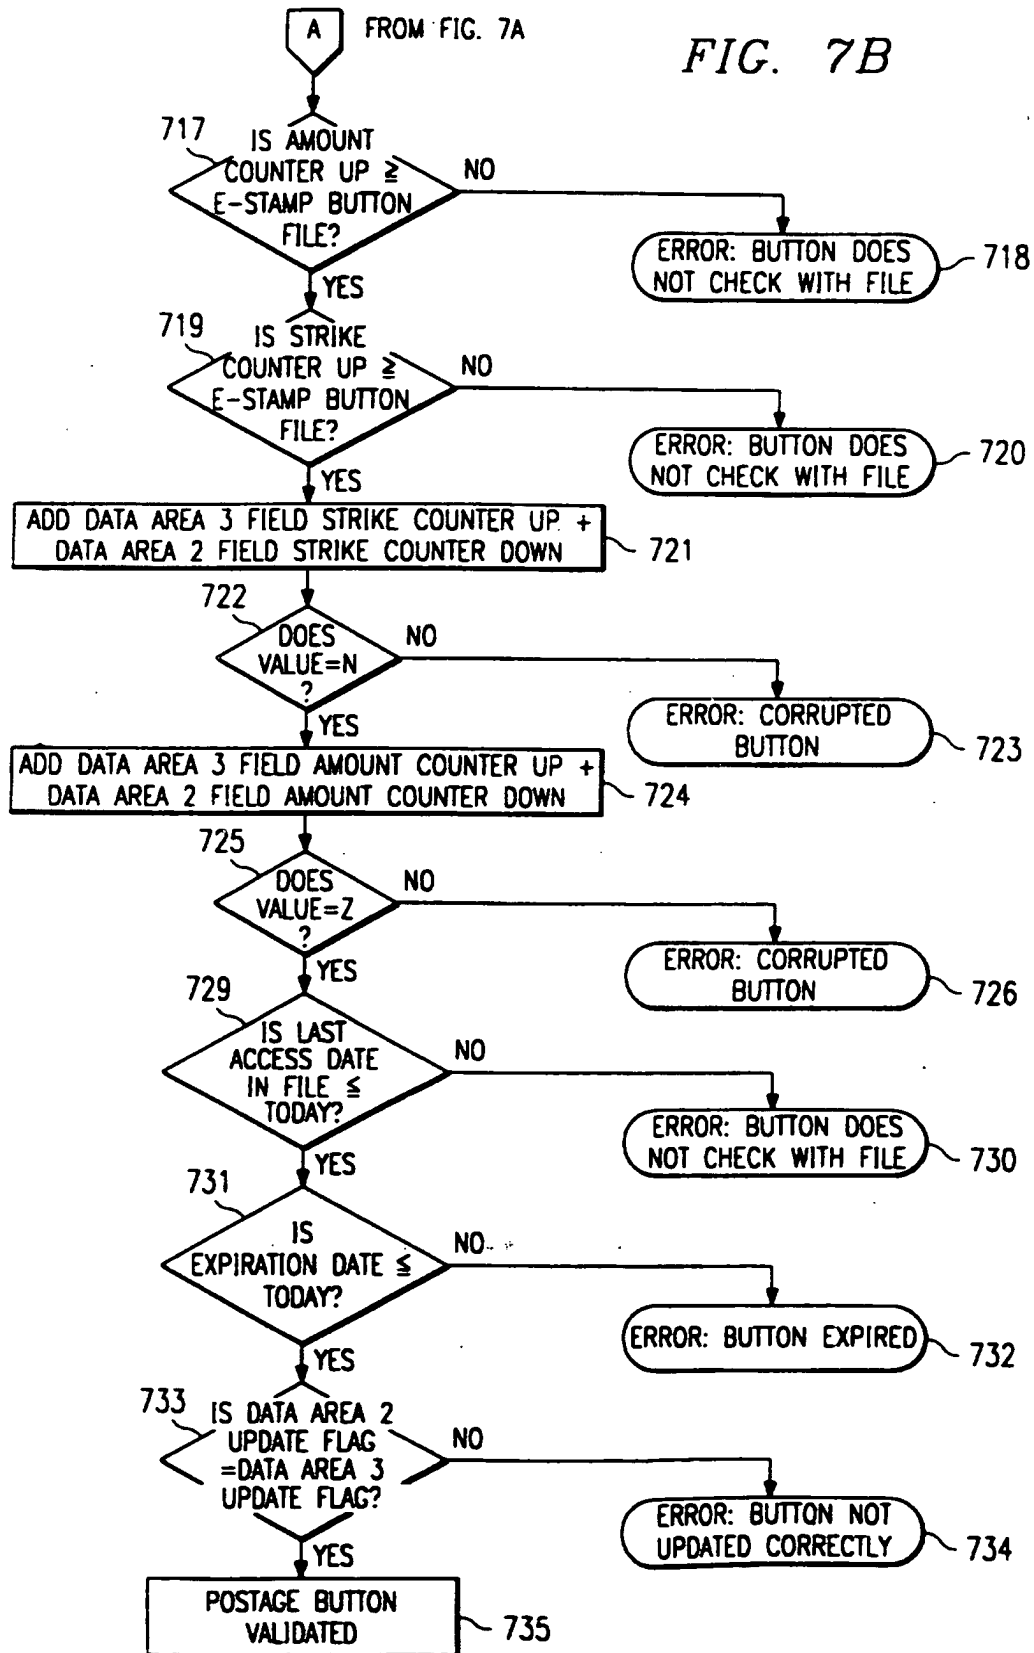 A FROM FIG. 7A
FIG. 7B
717
IS AMOUNT
COUNTER UP ≧
E-STAMP BUTTON
FILE?
NO
ERROR: BUTTON DOES
NOT CHECK WITH FILE
718
YES
719
IS STRIKE
COUNTER UP ≧
E-STAMP BUTTON
FILE?
NO
ERROR: BUTTON DOES
NOT CHECK WITH FILE
720
YES
ADD DATA AREA 3 FIELD STRIKE COUNTER UP +
DATA AREA 2 FIELD STRIKE COUNTER DOWN
721
722
DOES
VALUE=N
?
NO
ERROR: CORRUPTED
BUTTON
723
YES
ADD DATA AREA 3 FIELD AMOUNT COUNTER UP +
DATA AREA 2 FIELD AMOUNT COUNTER DOWN
724
725
DOES
VALUE=Z
?
NO
ERROR: CORRUPTED
BUTTON
726
YES
729
IS LAST
ACCESS DATE
IN FILE ≦
TODAY?
NO
ERROR: BUTTON DOES
NOT CHECK WITH FILE
730
YES
731
IS
EXPIRATION DATE ≦
TODAY?
NO
ERROR: BUTTON EXPIRED
732
YES
733
IS DATA AREA 2
UPDATE FLAG
=DATA AREA 3
UPDATE FLAG?
NO
ERROR: BUTTON NOT
UPDATED CORRECTLY
734
YES
POSTAGE BUTTON
VALIDATED
735